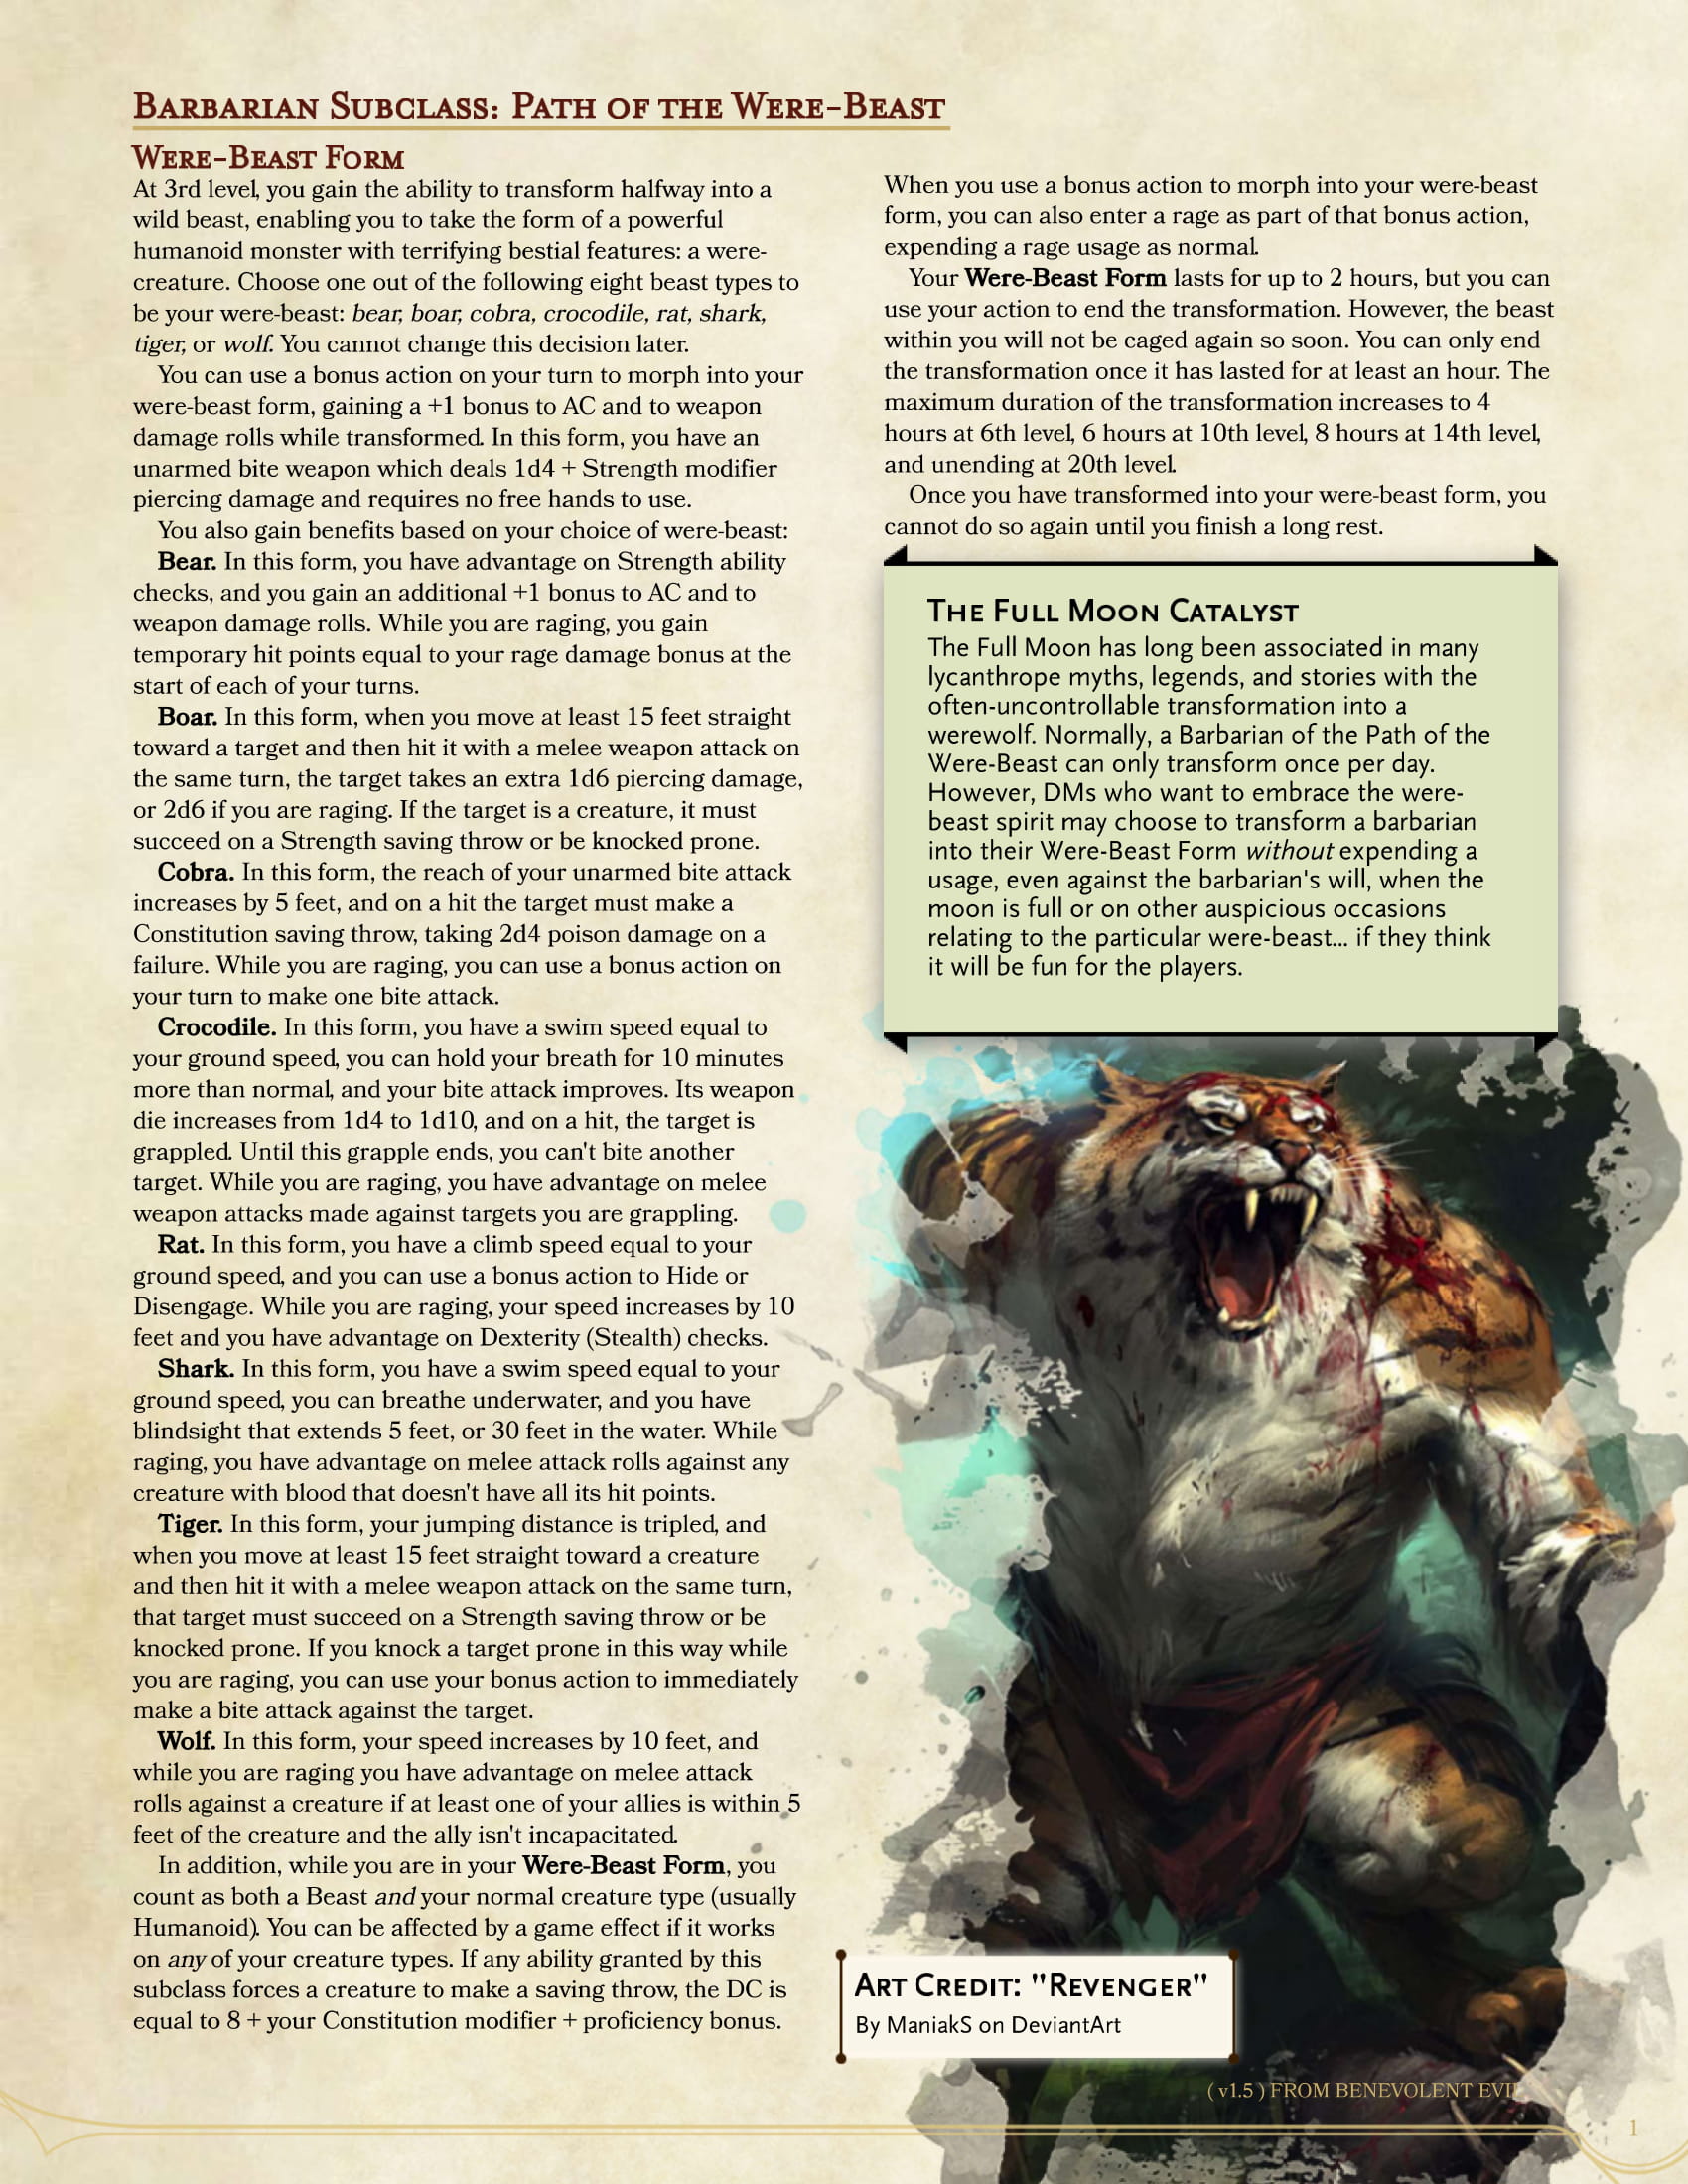 Barbarian Subclass: Path of the Were-Beast
Were-Beast Form
At 3rd level, you gain the ability to transform halfway into a
wild beast, enabling you to take the form of a powerful
humanoid monster with terrifying bestial features: a were-
creature. Choose one out of the following eight beast types to
be your were-beast: bear, boar, cobra, crocodile, rat, shark,
tiger, or wolf. You cannot change this decision later.
You can use a bonus action on your turn to morph into your
were-beast form, gaining a +1 bonus to AC and to weapon
damage rolls while transformed. In this form, you have an
unarmed bite weapon which deals 1d4 + Strength modifier
piercing damage and requires no free hands to use.
You also gain benefits based on your choice of were-beast:
Bear. In this form, you have advantage on Strength ability
checks, and you gain an additional +1 bonus to AC and to
weapon damage rolls. While you are raging, you gain
temporary hit points equal to your rage damage bonus at the
start of each of your turns.
Boar. In this form, when you move at least 15 feet straight
toward a target and then hit it with a melee weapon attack on
the same turn, the target takes an extra 1d6 piercing damage,
or 2d6 if you are raging. If the target is a creature, it must
succeed on a Strength saving throw or be knocked prone.
Cobra. In this form, the reach of your unarmed bite attack
increases by 5 feet, and on a hit the target must make a
Constitution saving throw, taking 2d4 poison damage on a
failure. While you are raging, you can use a bonus action on
your turn to make one bite attack.
Crocodile. In this form, you have a swim speed equal to
your ground speed, you can hold your breath for 10 minutes
more than normal, and your bite attack improves. Its weapon
die increases from 1d4 to 1d10, and on a hit, the target is
grappled. Until this grapple ends, you can't bite another
target. While you are raging, you have advantage on melee
weapon attacks made against targets you are grappling.
Rat. In this form, you have a climb speed equal to your
ground speed, and you can use a bonus action to Hide or
Disengage. While you are raging, your speed increases by 10
feet and you have advantage on Dexterity (Stealth) checks.
Shark. In this form, you have a swim speed equal to your
ground speed, you can breathe underwater, and you have
blindsight that extends 5 feet, or 30 feet in the water. While
raging, you have advantage on melee attack rolls against any
creature with blood that doesn't have all its hit points.
Tiger. In this form, your jumping distance is tripled, and
when you move at least 15 feet straight toward a creature
and then hit it with a melee weapon attack on the same turn,
that target must succeed on a Strength saving throw or be
knocked prone. If you knock a target prone in this way while
you are raging, you can use your bonus action to immediately
make a bite attack against the target.
Wolf. In this form, your speed increases by 10 feet, and
while you are raging you have advantage on melee attack
rolls against a creature if at least one of your allies is within 5
feet of the creature and the ally isn't incapacitated.
In addition, while you are in your Were-Beast Form, you
count as both a Beast and your normal creature type (usually
Humanoid). You can be affected by a game effect if it works
on any of your creature types. If any ability granted by this
subclass forces a creature to make a saving throw, the DC is
equal to 8 + your Constitution modifier + proficiency bonus.
When you use a bonus action to morph into your were-beast
form, you can also enter a rage as part of that bonus action,
expending a rage usage as normal.
Your Were-Beast Form lasts for up to 2 hours, but you can
use your action to end the transformation. However, the beast
within you will not be caged again so soon. You can only end
the transformation once it has lasted for at least an hour. The
maximum duration of the transformation increases to 4
hours at 6th level, 6 hours at 10th level, 8 hours at 14th level,
and unending at 20th level.
Once you have transformed into your were-beast form, you
cannot do so again until you finish a long rest.
The Full Moon Catalyst
The Full Moon has long been associated in many
lycanthrope myths, legends, and stories with the
often-uncontrollable transformation into a
werewolf. Normally, a Barbarian of the Path of the
Were-Beast can only transform once per day.
However, DMs who want to embrace the were-
beast spirit may choose to transform a barbarian
into their Were-Beast Form without expending a
usage, even against the barbarian's will, when the
moon is full or on other auspicious occasions
relating to the particular were-beast... if they think
it will be fun for the players.
Art Credit: "Revenger"
By ManiakS on DeviantArt
( v1.5 ) FROM BENEVOLENT EVIL
1